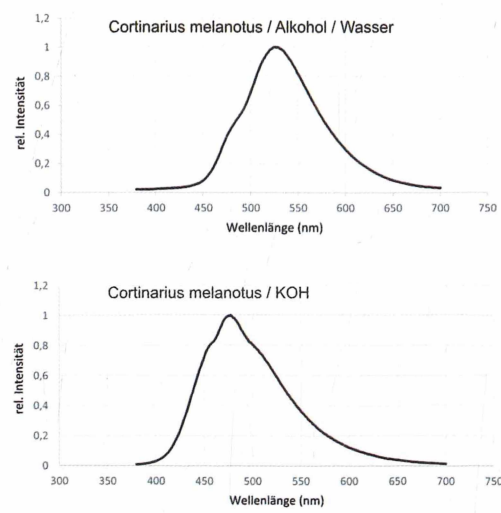 Cortinarius melanotus / Alkohol / Wasser
1,2
1
0,8
0,6
0,4
0,2
0
rel. Intensität
300 350 400 450 500 550 600 650 700 750
Wellenlänge (nm)
Cortinarius melanotus / KOH
1,2
1
0,8
0,6
0,4
0,2
0
rel. Intensität
300 350 400 450 500 550 600 650 700 750
Wellenlänge (nm)